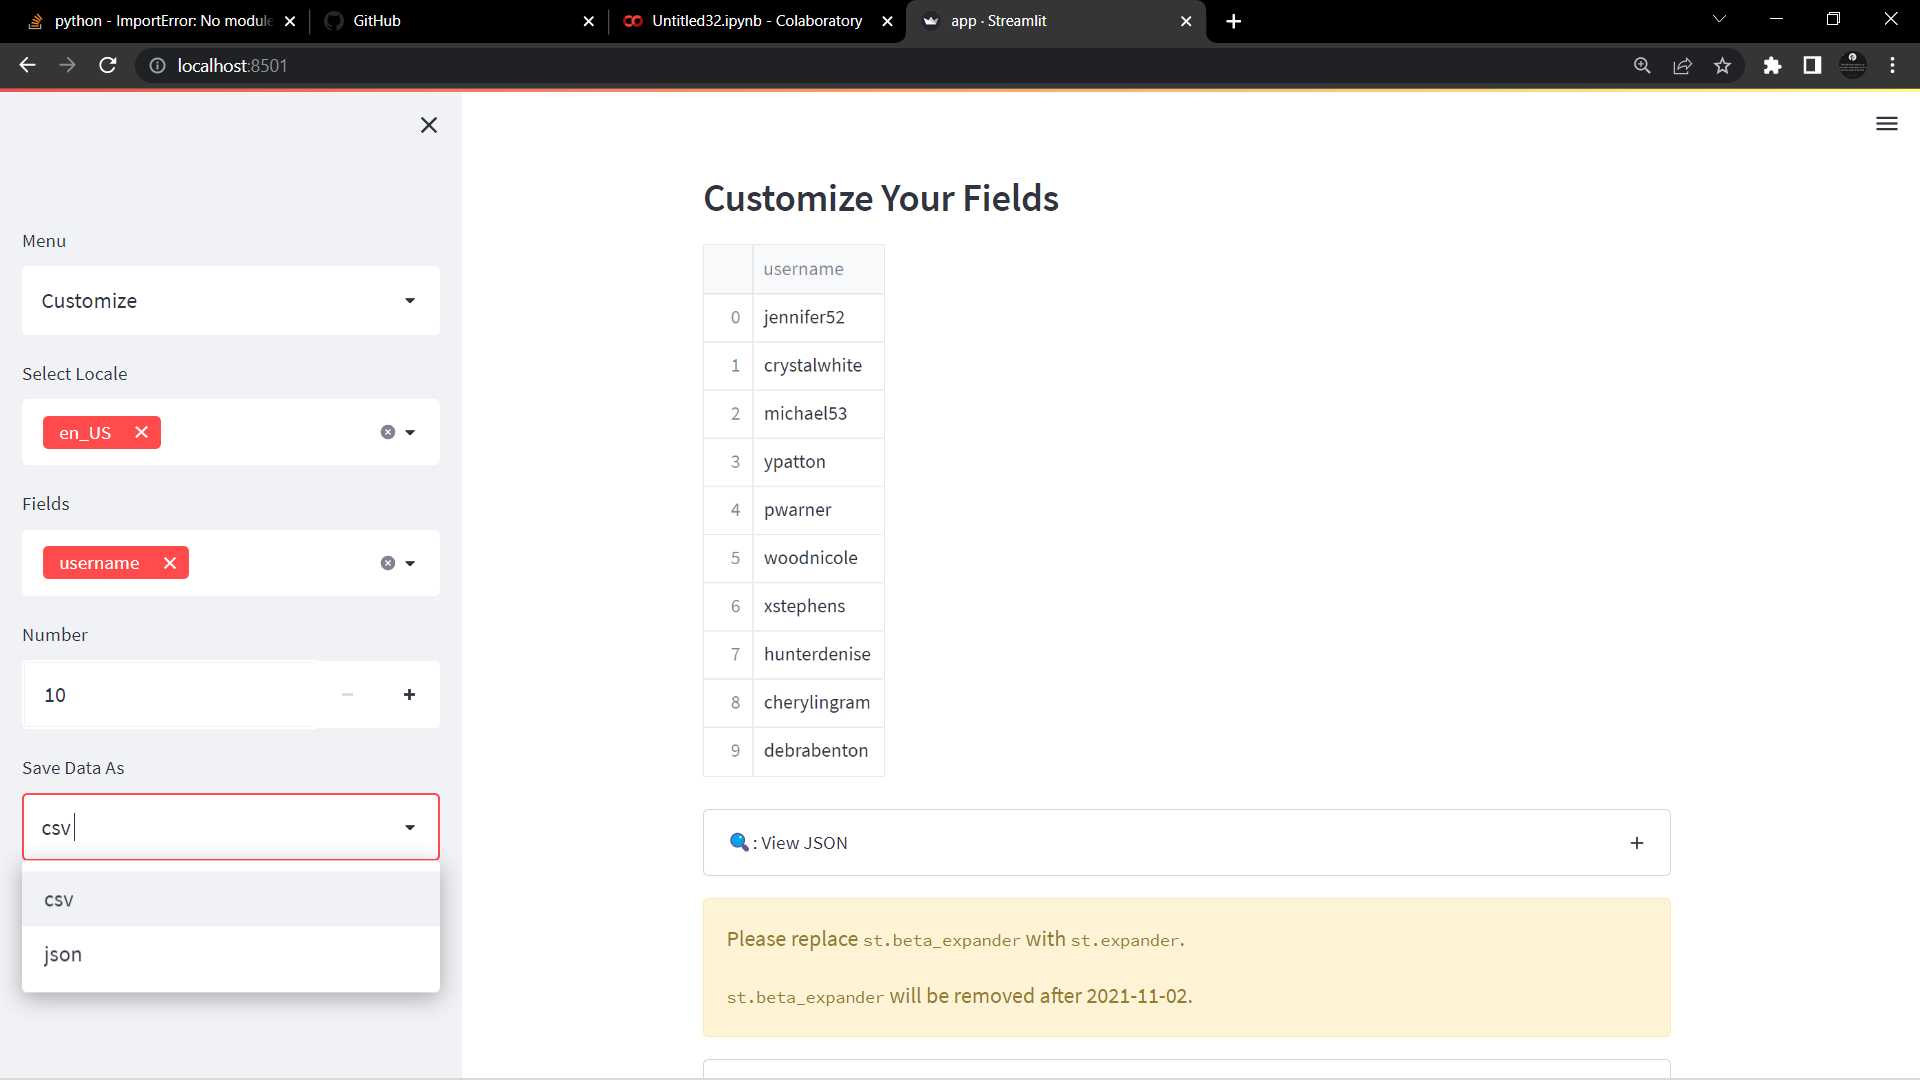 python - ImportError: No module
GitHub
Untitled32.ipynb - Colaboratory
app · Streamlit
localhost:8501
Menu
Customize
Select Locale
en_US
Fields
username
Number
10
Save Data As
csv
csv
json
Customize Your Fields
username
0 jennifer52
1 crystalwhite
2 michael53
3 ypatton
4 pwarner
5 woodnicole
6 xstephens
7 hunterdenise
8 cherylingram
9 debrabenton
: View JSON
Please replace st.beta_expander with st.expander.
st.beta_expander will be removed after 2021-11-02.